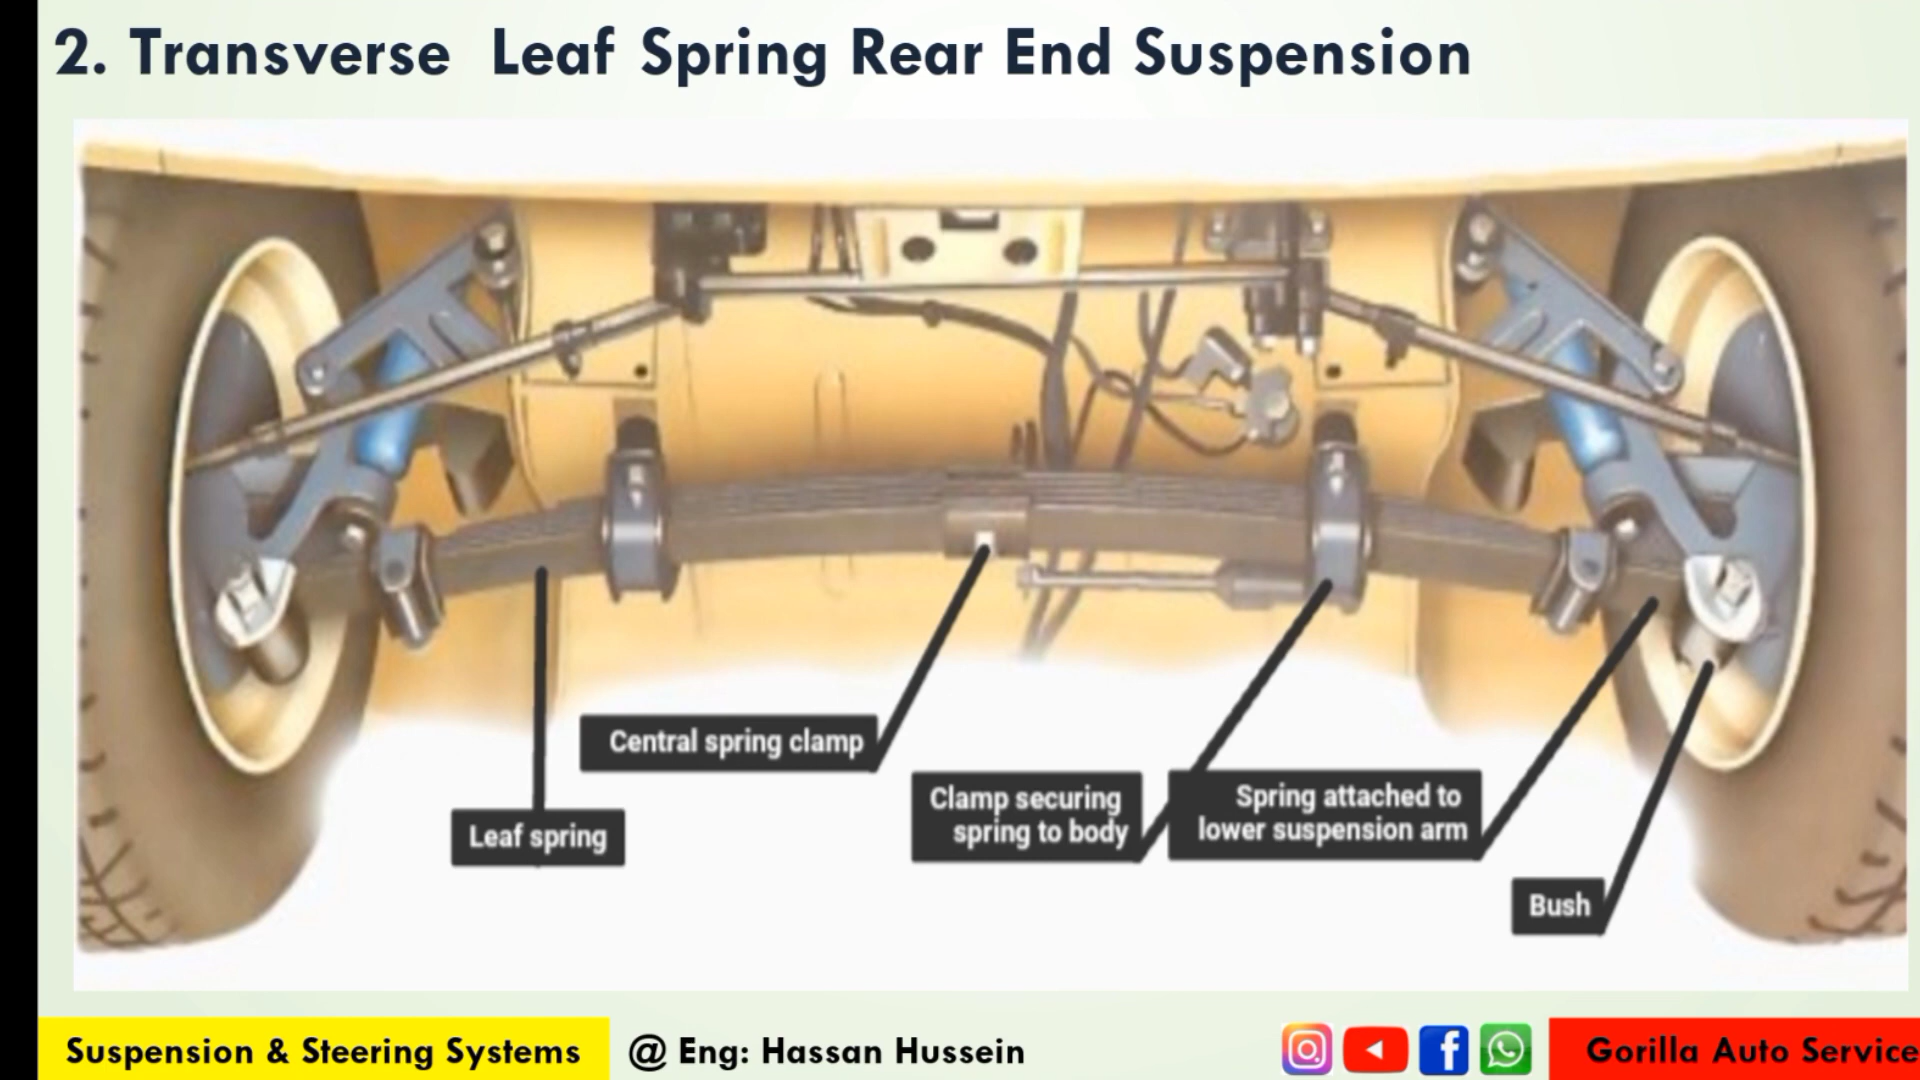 2. Transverse Leaf Spring Rear End Suspension
Central spring clamp
Clamp securing
spring to body
Spring attached to
lower suspension arm
Leaf spring
Bush
Suspension & Steering Systems
@ Eng: Hassan Hussein
Gorilla Auto Service